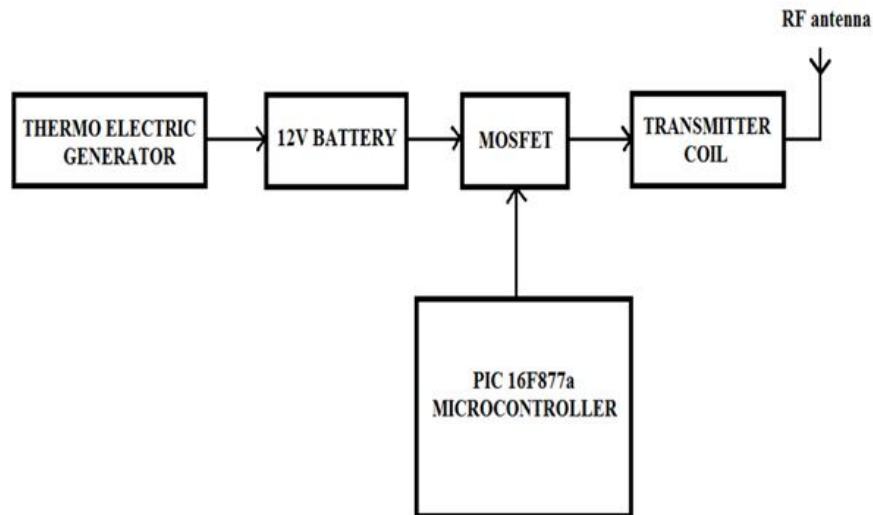 RF antenna
THERMO ELECTRIC
GENERATOR
12V BATTERY
MOSFET
TRANSMITTER
COIL
PIC 16F877a
MICROCONTROLLER